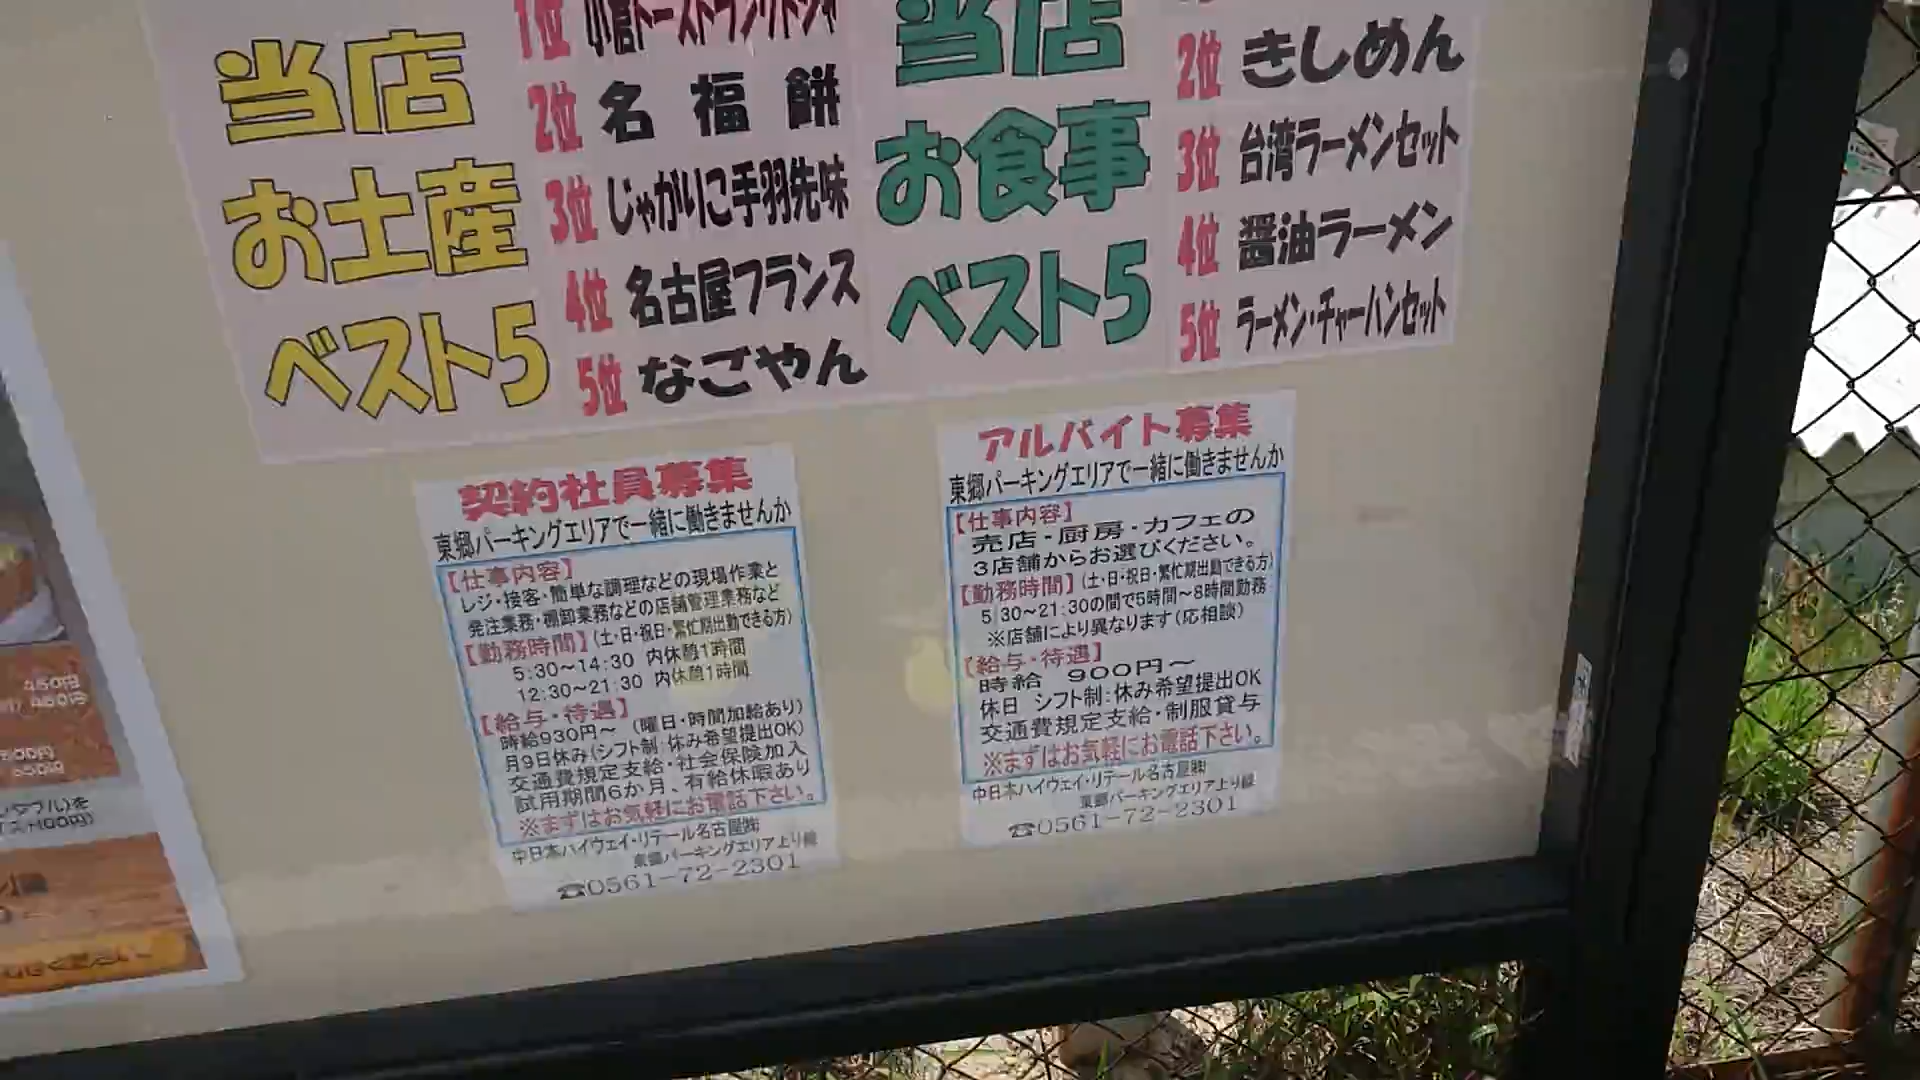 当店
お土産
ベスト5
1位 小倉トーストラングドシャ
2位 名福餅
3位 じゃがりこ手羽先味
4位 名古屋フランス
5位 なごやん
当店
お食事
ベスト5
2位 きしめん
3位 台湾ラーメンセット
4位 醤油ラーメン
5位 ラーメン・チャーハンセット
契約社員募集
東郷パーキングエリアで一緒に働きませんか
【仕事内容】
レジ・接客・簡単な調理などの現場作業と
発注業務・棚卸業務などの店舗管理業務など
【勤務時間】(土・日・祝日・繁忙期出勤できる方)
5:30～14:30 内休憩1時間
12:30～21:30 内休憩1時間
【給与・待遇】
時給930円～ (曜日・時間加給あり)
月9日休み(シフト制:休み希望提出OK)
交通費規定支給・社会保険加入
試用期間6か月、有給休暇あり
※まずはお気軽にお電話下さい。
中日本ハイウェイ・リテール名古屋㈱
東郷パーキングエリア上り線
☎0561-72-2301
アルバイト募集
東郷パーキングエリアで一緒に働きませんか
【仕事内容】
売店・厨房・カフェの
3店舗からお選びください。
【勤務時間】(土・日・祝日・繁忙期出勤できる方)
5:30～21:30の間で5時間～8時間勤務
※店舗により異なります(応相談)
【給与・待遇】
時給 900円～
休日 シフト制:休み希望提出OK
交通費規定支給・制服貸与
※まずはお気軽にお電話下さい。
中日本ハイウェイ・リテール名古屋㈱
東郷パーキングエリア上り線
☎0561-72-2301